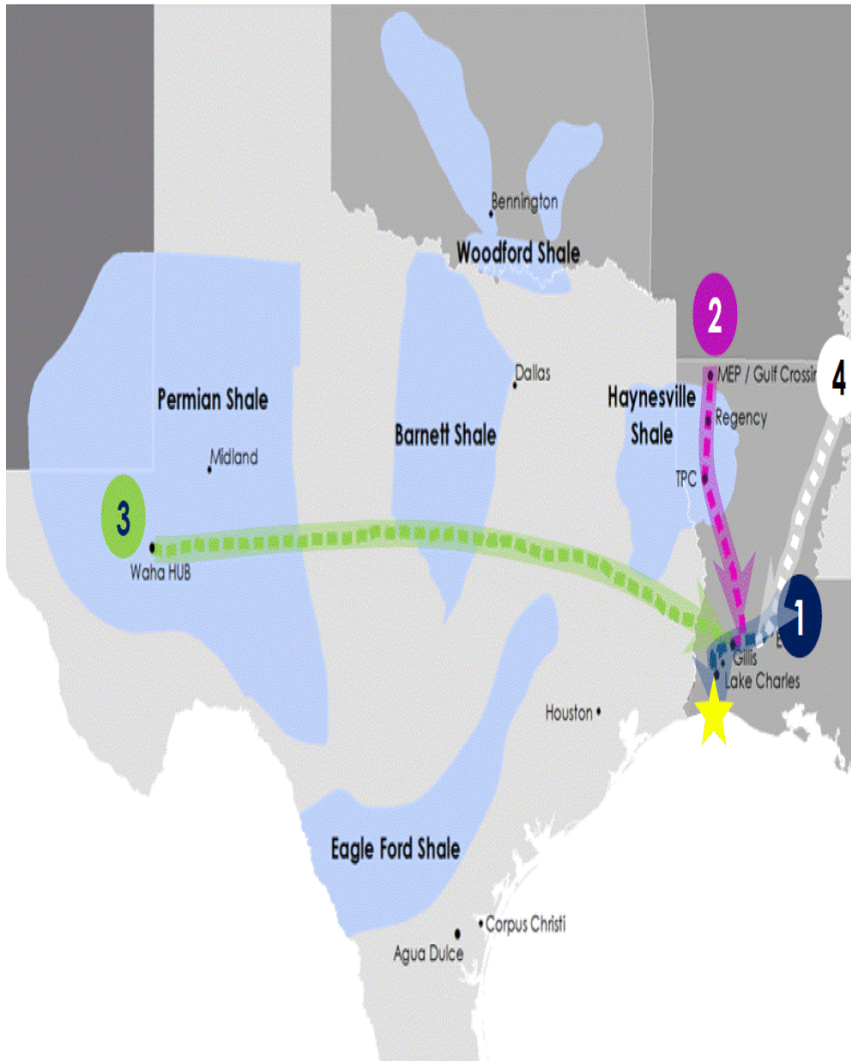 Bennington
Woodford Shale
2
MEP / Gulf Crossin
4
Dallas
Permian Shale
Haynesville
Shale
Regency
Barnett Shale
Midland
TPC
3
Waha HUB
1
E
Gillis
Lake Charles
Houston
Eagle Ford Shale
Corpus Christi
Agua Dulce